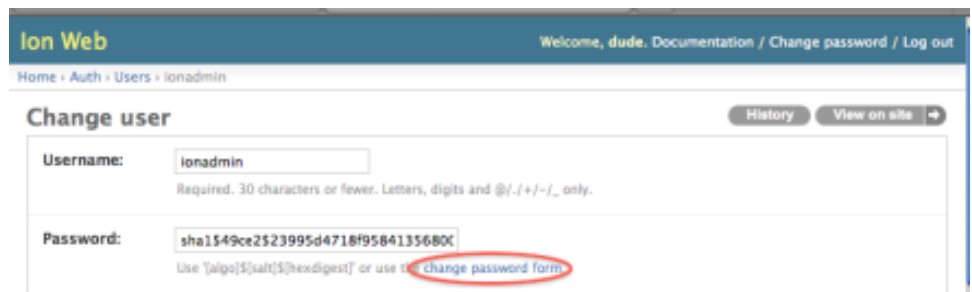 Ion Web
Welcome, dude. Documentation / Change password / Log out
Home › Auth › Users › ionadmin
Change user
History
View on site
Username:
ionadmin
Required. 30 characters or fewer. Letters, digits and @/./+/-/_ only.
Password:
sha1$49ce2$23995d4718f9584135680(
Use '[algo]$[salt]$[hexdigest]' or use the change password form.